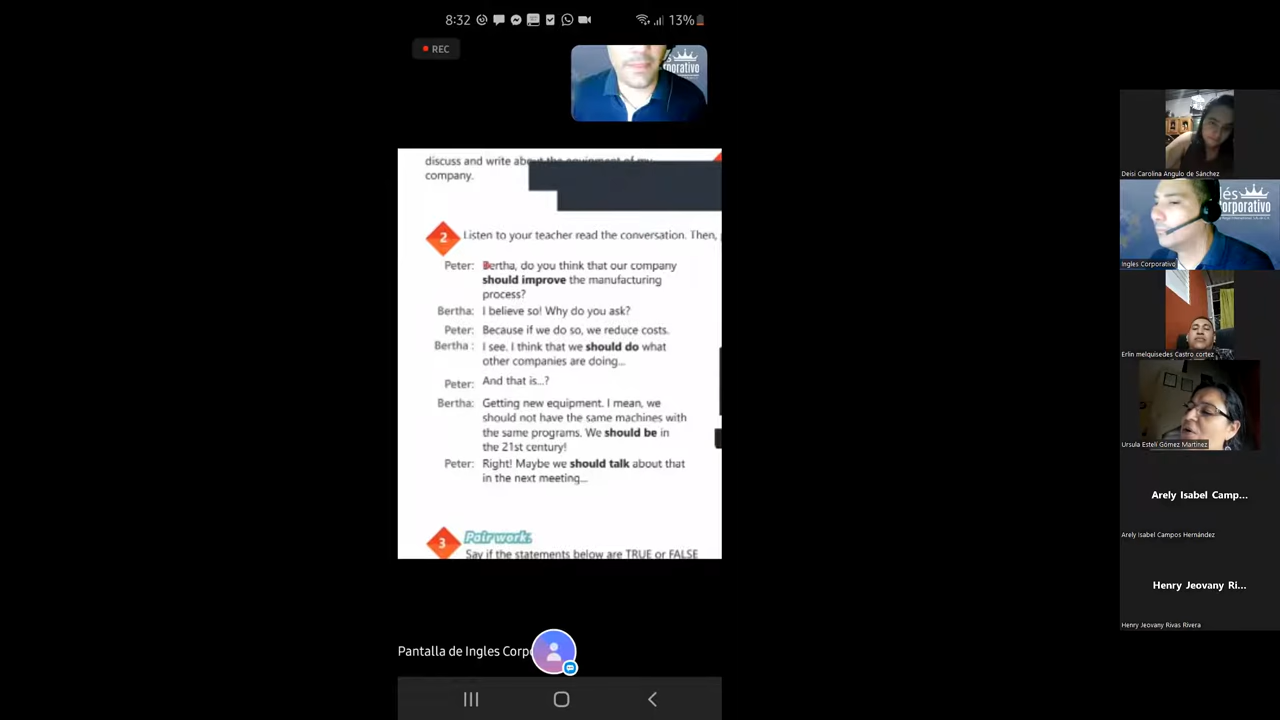 8:32
13%
REC
corporativo
discuss and write about the equipment of my
company.
2
Listen to your teacher read the conversation. Then,
Peter: Bertha, do you think that our company
should improve the manufacturing
process?
Bertha: I believe so! Why do you ask?
Peter: Because if we do so, we reduce costs.
Bertha : I see. I think that we should do what
other companies are doing...
Peter: And that is...?
Bertha: Getting new equipment. I mean, we
should not have the same machines with
the same programs. We should be in
the 21st century!
Peter: Right! Maybe we should talk about that
in the next meeting...
3
Pair work.
Say if the statements below are TRUE or FALSE
Pantalla de Ingles Corp
Deisi Carolina Angulo de Sánchez
lés
Corporativo
Ingles Corporativo
Erlin melquisedes Castro cortez
Ursula Estelí Gómez Martínez
Arely Isabel Camp...
Arely Isabel Campos Hernández
Henry Jeovany Ri...
Henry Jeovany Rivas Rivera